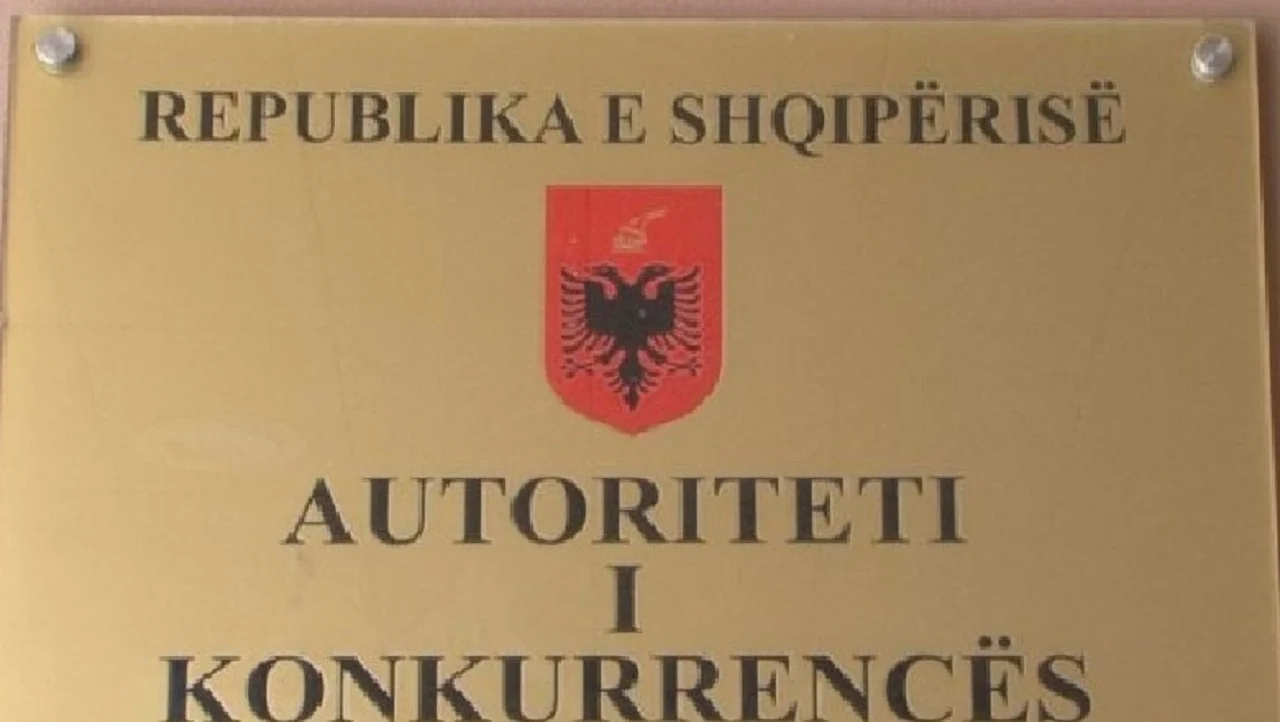 REPUBLIKA E SHQIPËRISË
AUTORITETI
I
KONKURRENCËS